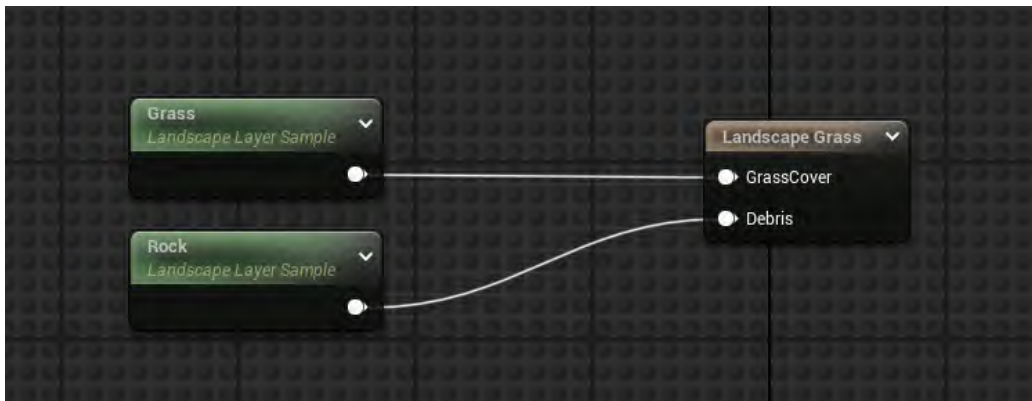 Grass
Landscape Layer Sample
Landscape Grass
GrassCover
Debris
Rock
Landscape Layer Sample